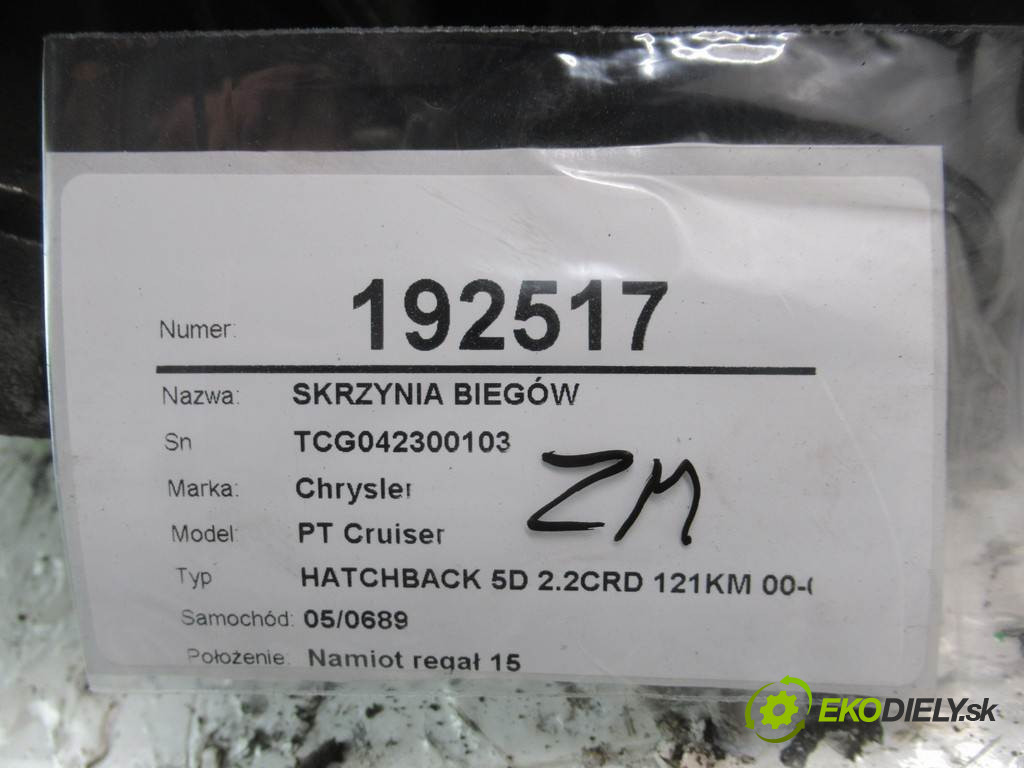 Numer: 192517
Nazwa: SKRZYNIA BIEGÓW
Sn TCG042300103
Marka: Chrysler
ZM
Model: PT Cruiser
Typ HATCHBACK 5D 2.2CRD 121KM 00-
Samochód: 05/0689
Położenie: Namiot regał 15
EKODIELY.sk